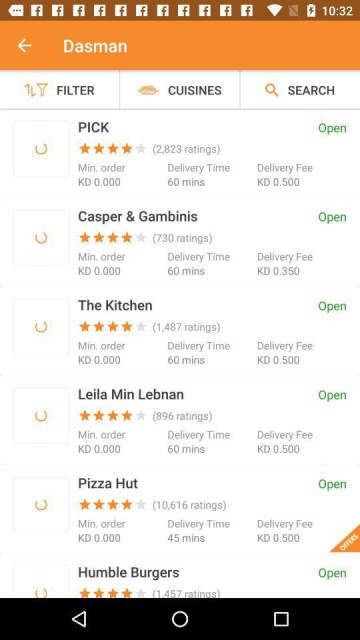 10:32
Dasman
FILTER CUISINES SEARCH
PICK Open
(2,823 ratings)
Min. order Delivery Time Delivery Fee
KD 0.000 60 mins KD 0.500
Casper & Gambinis Open
(730 ratings)
Min. order Delivery Time Delivery Fee
KD 0.000 60 mins KD 0.350
The Kitchen Open
(1,487 ratings)
Min. order Delivery Time Delivery Fee
KD 0.000 60 mins KD 0.500
Leila Min Lebnan Open
(896 ratings)
Min. order Delivery Time Delivery Fee
KD 0.000 60 mins KD 0.500
Pizza Hut Open
(10,616 ratings)
Min. order Delivery Time Delivery Fee
KD 0.000 45 mins KD 0.500
OFFERS
Humble Burgers Open
(1,457 ratings)